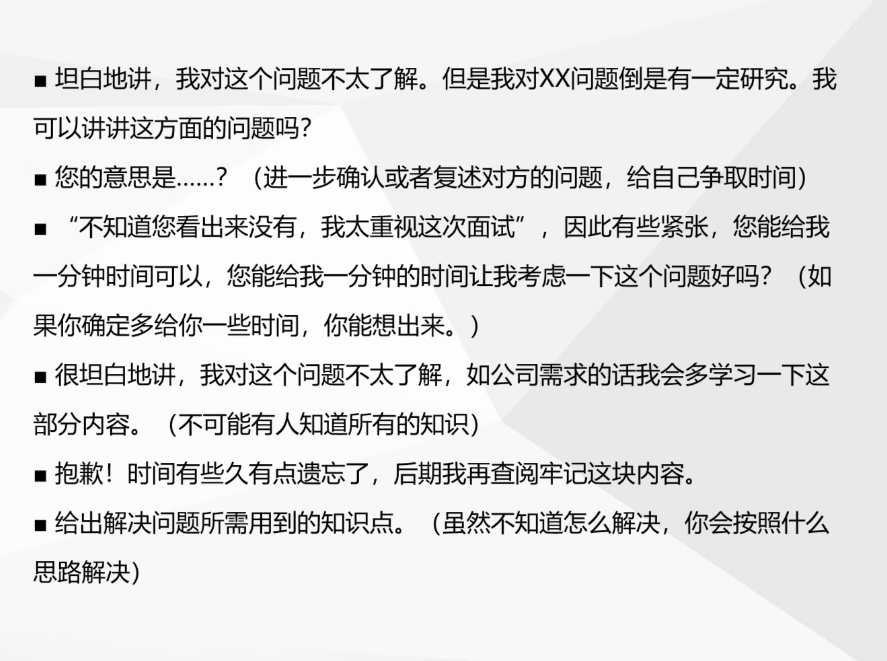 ■ 坦白地讲，我对这个问题不太了解。但是我对XX问题倒是有一定研究。我
可以讲讲这方面的问题吗？
■ 您的意思是……？（进一步确认或者复述对方的问题，给自己争取时间）
■ “不知道您看出来没有，我太重视这次面试”，因此有些紧张，您能给我
一分钟时间可以，您能给我一分钟的时间让我考虑一下这个问题好吗？（如
果你确定多给你一些时间，你能想出来。）
■ 很坦白地讲，我对这个问题不太了解，如公司需求的话我会多学习一下这
部分内容。（不可能有人知道所有的知识）
■ 抱歉！时间有些久有点遗忘了，后期我再查阅牢记这块内容。
■ 给出解决问题所需用到的知识点。（虽然不知道怎么解决，你会按照什么
思路解决）